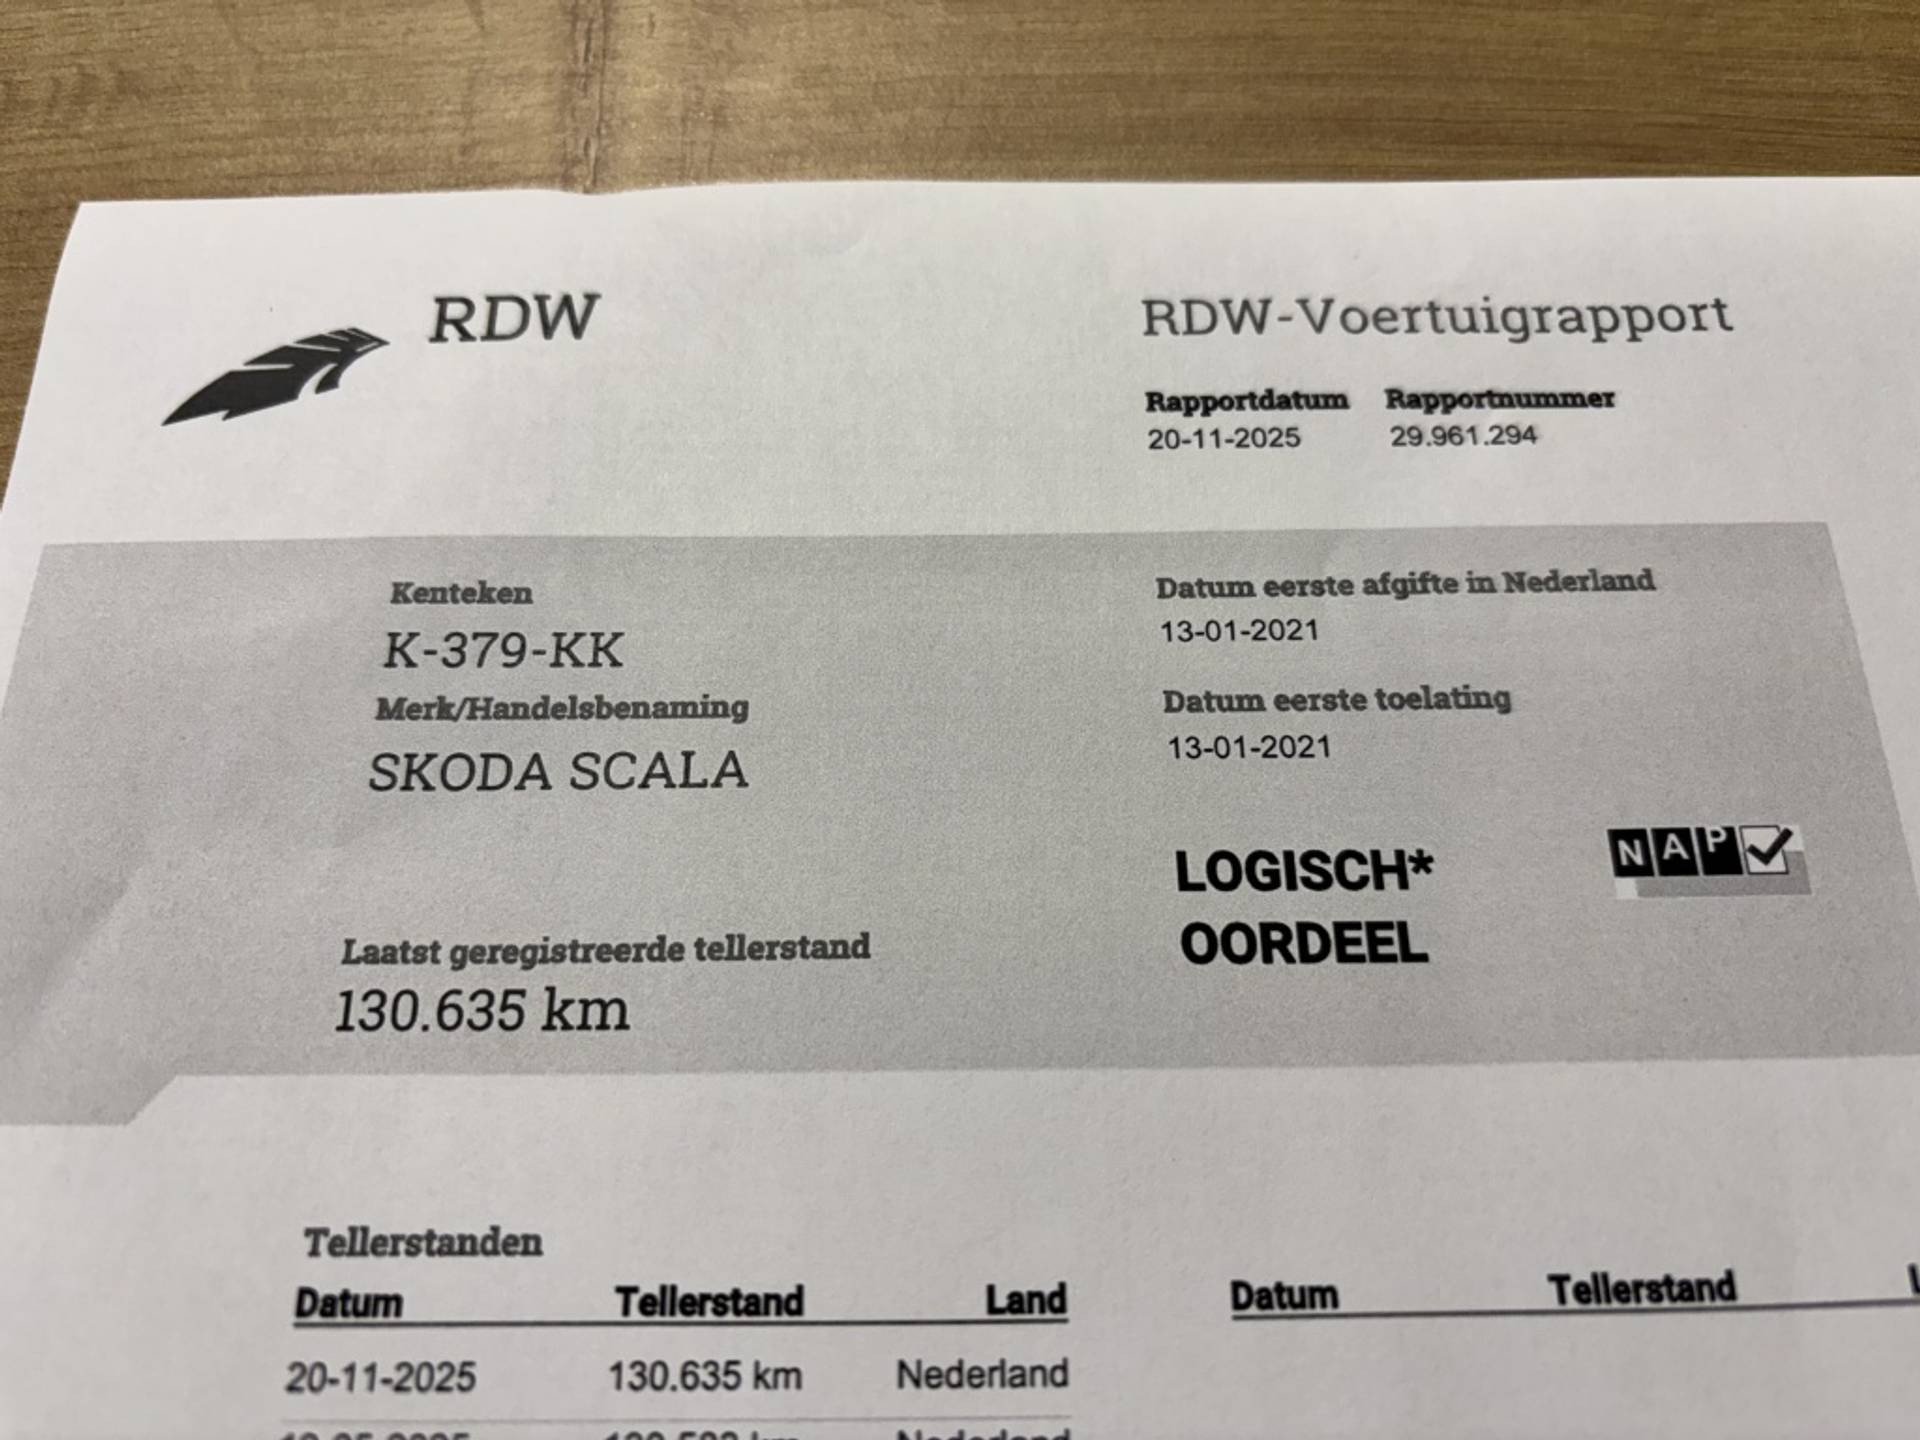 RDW
RDW-Voertuigrapport
Rapportdatum Rapportnummer
20-11-2025 29.961.294
Kenteken
K-379-KK
Merk/Handelsbenaming
SKODA SCALA
Laatst geregistreerde tellerstand
130.635 km
Datum eerste afgifte in Nederland
13-01-2021
Datum eerste toelating
13-01-2021
LOGISCH*
OORDEEL
NAP
Tellerstanden
Datum Tellerstand Land
20-11-2025 130.635 km Nederland
Datum Tellerstand